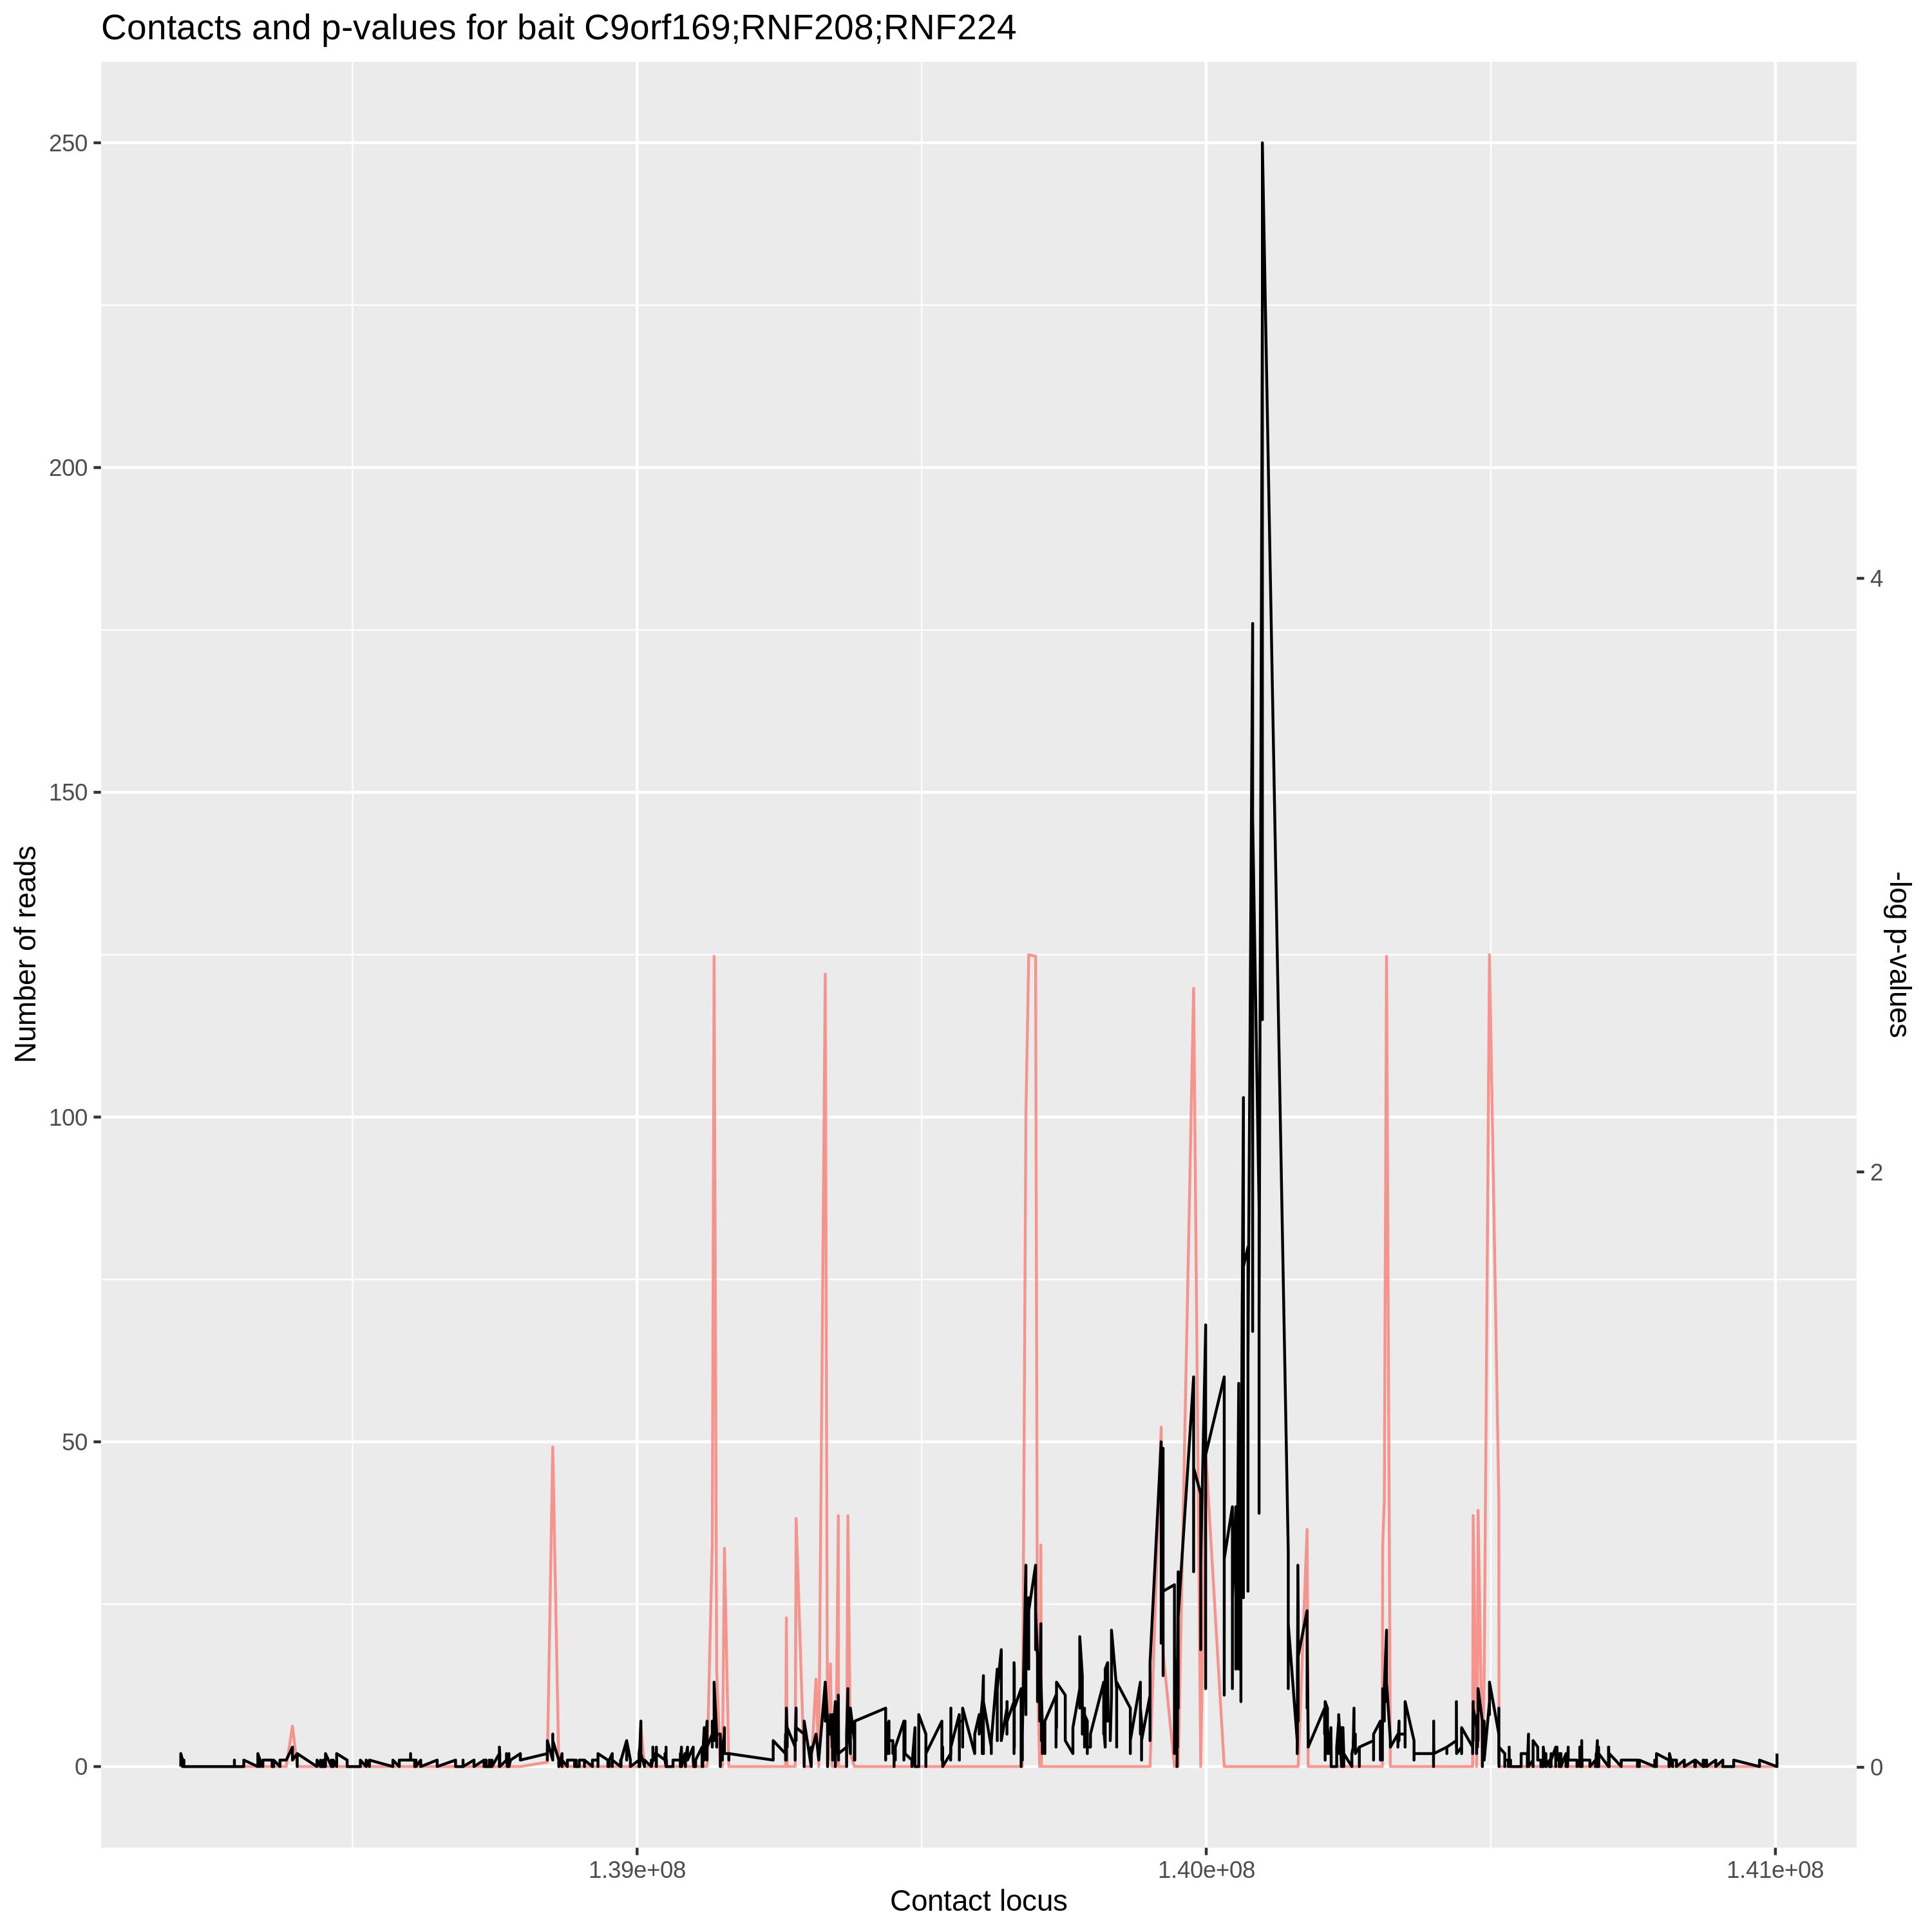 Contacts and p-values for bait C9orf169;RNF208;RNF224
250
200
150
100
50
0
Number of reads
4
2
0
-log p-values
1.39e+08
1.40e+08
1.41e+08
Contact locus